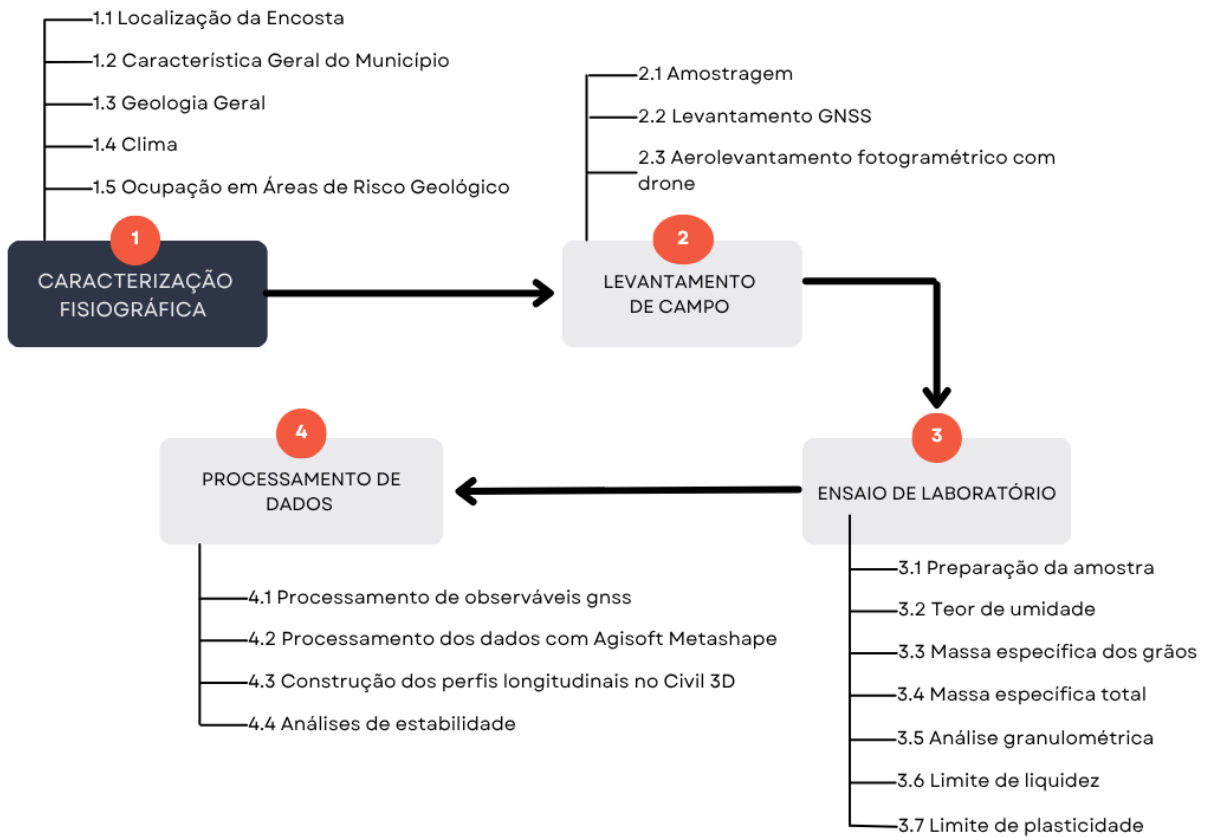 1.1 Localização da Encosta
1.2 Característica Geral do Município
1.3 Geologia Geral
1.4 Clima
1.5 Ocupação em Áreas de Risco Geológico
1
CARACTERIZAÇÃO
FISIOGRÁFICA
2.1 Amostragem
2.2 Levantamento GNSS
2.3 Aerolevantamento fotogramétrico com
drone
2
LEVANTAMENTO
DE CAMPO
3
ENSAIO DE LABORATÓRIO
3.1 Preparação da amostra
3.2 Teor de umidade
3.3 Massa específica dos grãos
3.4 Massa específica total
3.5 Análise granulométrica
3.6 Limite de liquidez
3.7 Limite de plasticidade
4
PROCESSAMENTO DE
DADOS
4.1 Processamento de observáveis gnss
4.2 Processamento dos dados com Agisoft Metashape
4.3 Construção dos perfis longitudinais no Civil 3D
4.4 Análises de estabilidade